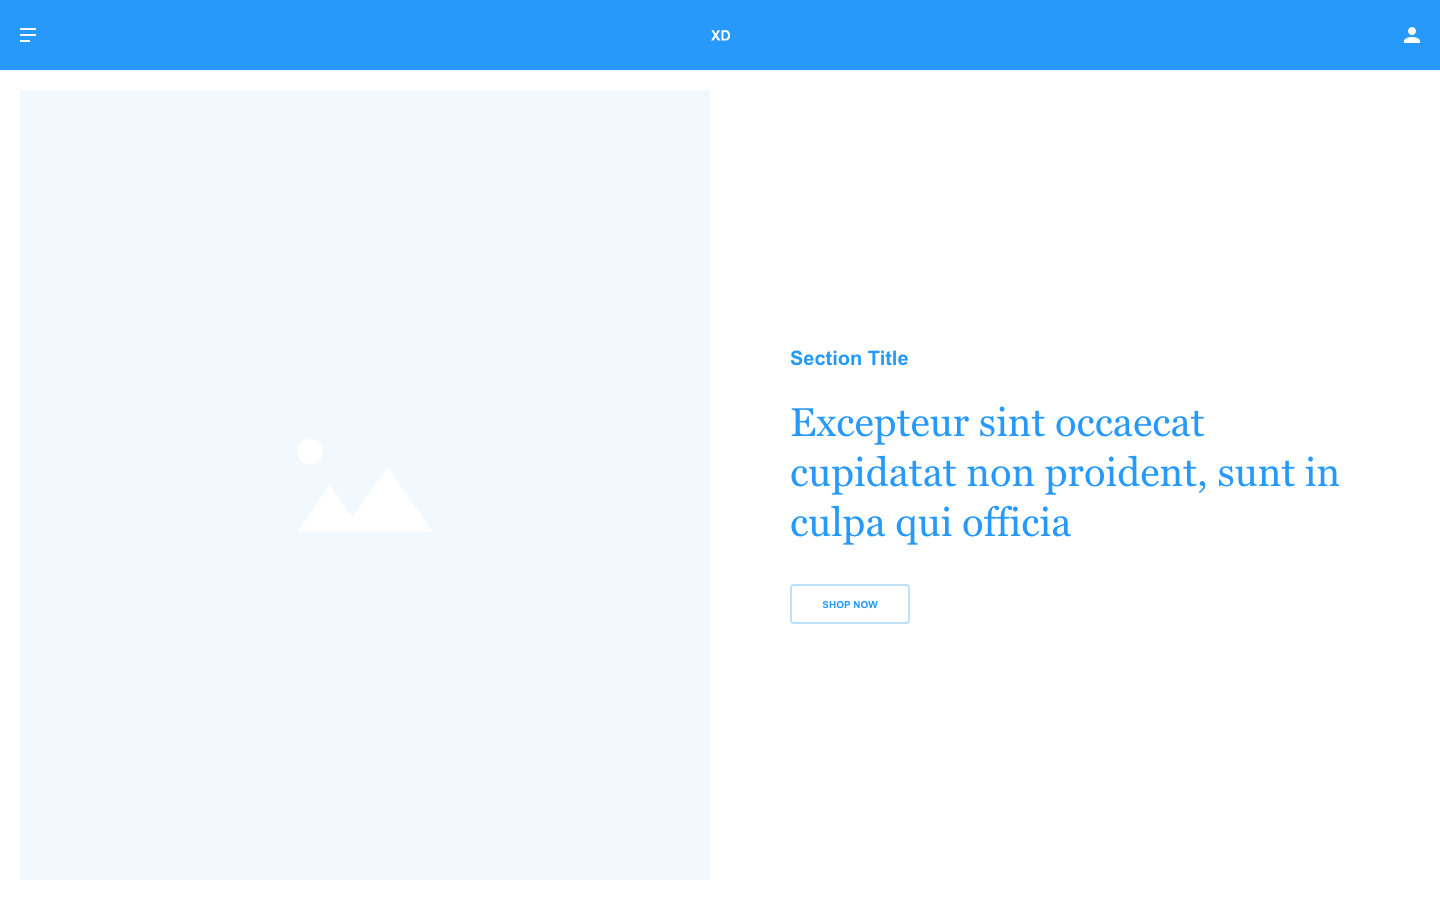 XD
Section Title
Excepteur sint occaecat
cupidatat non proident, sunt in
culpa qui officia
SHOP NOW